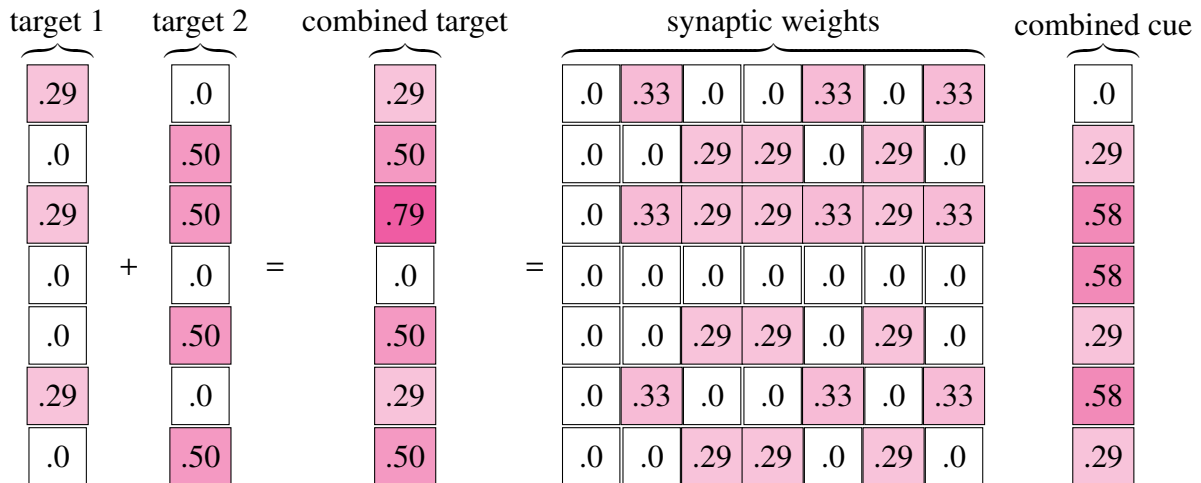 target 1 target 2 combined target synaptic weights combined cue
.29 .0 .29 .0 .33 .0 .0 .33 .0 .33 .0
.0 .50 .50 .0 .0 .29 .29 .0 .29 .0 .29
.29 .50 .79 .0 .33 .29 .29 .33 .29 .33 .58
.0 + .0 = .0 = .0 .0 .0 .0 .0 .0 .0 .58
.0 .50 .50 .0 .0 .29 .29 .0 .29 .0 .29
.29 .0 .29 .0 .33 .0 .0 .33 .0 .33 .58
.0 .50 .50 .0 .0 .29 .29 .0 .29 .0 .29